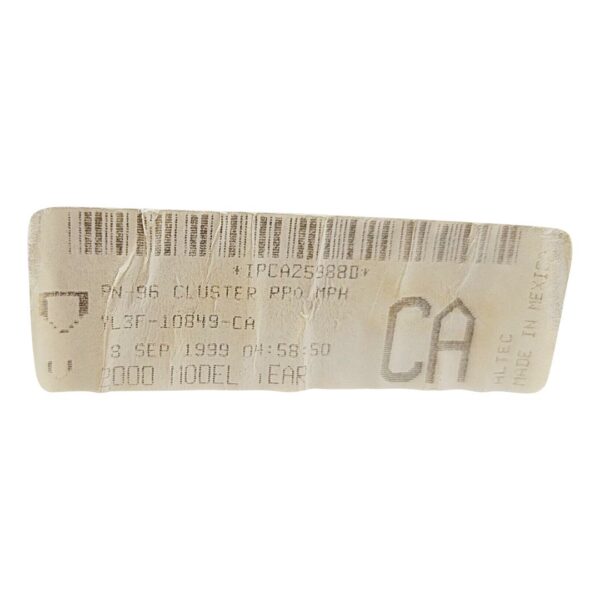 *IPCA25988D*
PN-96 CLUSTER PRO MPH
YL3F-10849-CA
8 SEP 1999 04:58:50
2000 MODEL YEAR
CA
ALTEC
MADE IN MEXICO